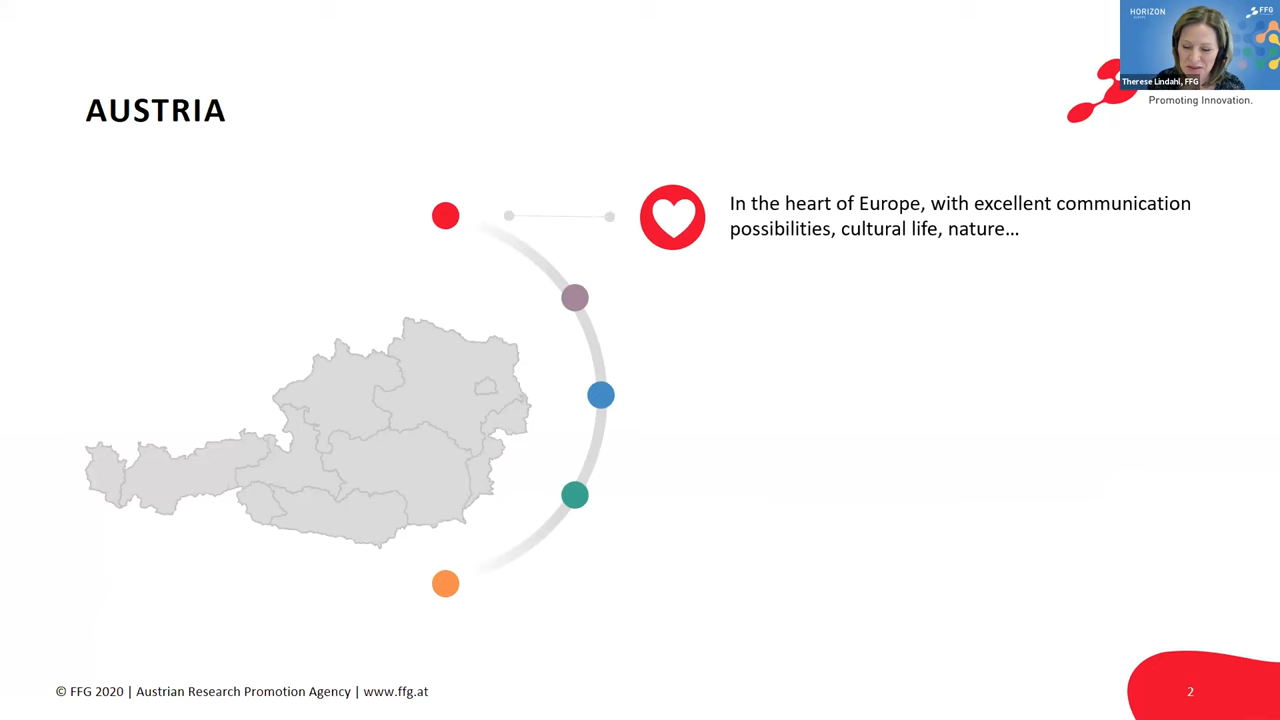 HORIZON
FFG
Therese Lindahl, FFG
Promoting Innovation.
AUSTRIA
In the heart of Europe, with excellent communication
possibilities, cultural life, nature…
© FFG 2020 | Austrian Research Promotion Agency | www.ffg.at
2